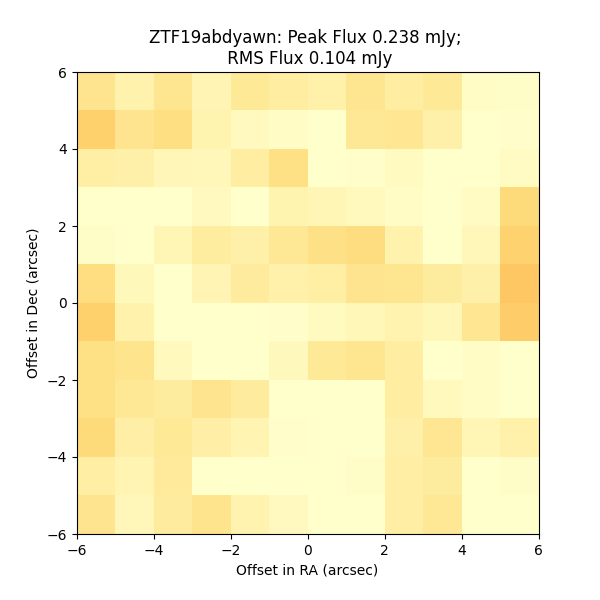 ZTF19abdyawn: Peak Flux 0.238 mJy;
RMS Flux 0.104 mJy
6
4
2
0
−2
−4
−6
Offset in Dec (arcsec)
−6 −4 −2 0 2 4 6
Offset in RA (arcsec)